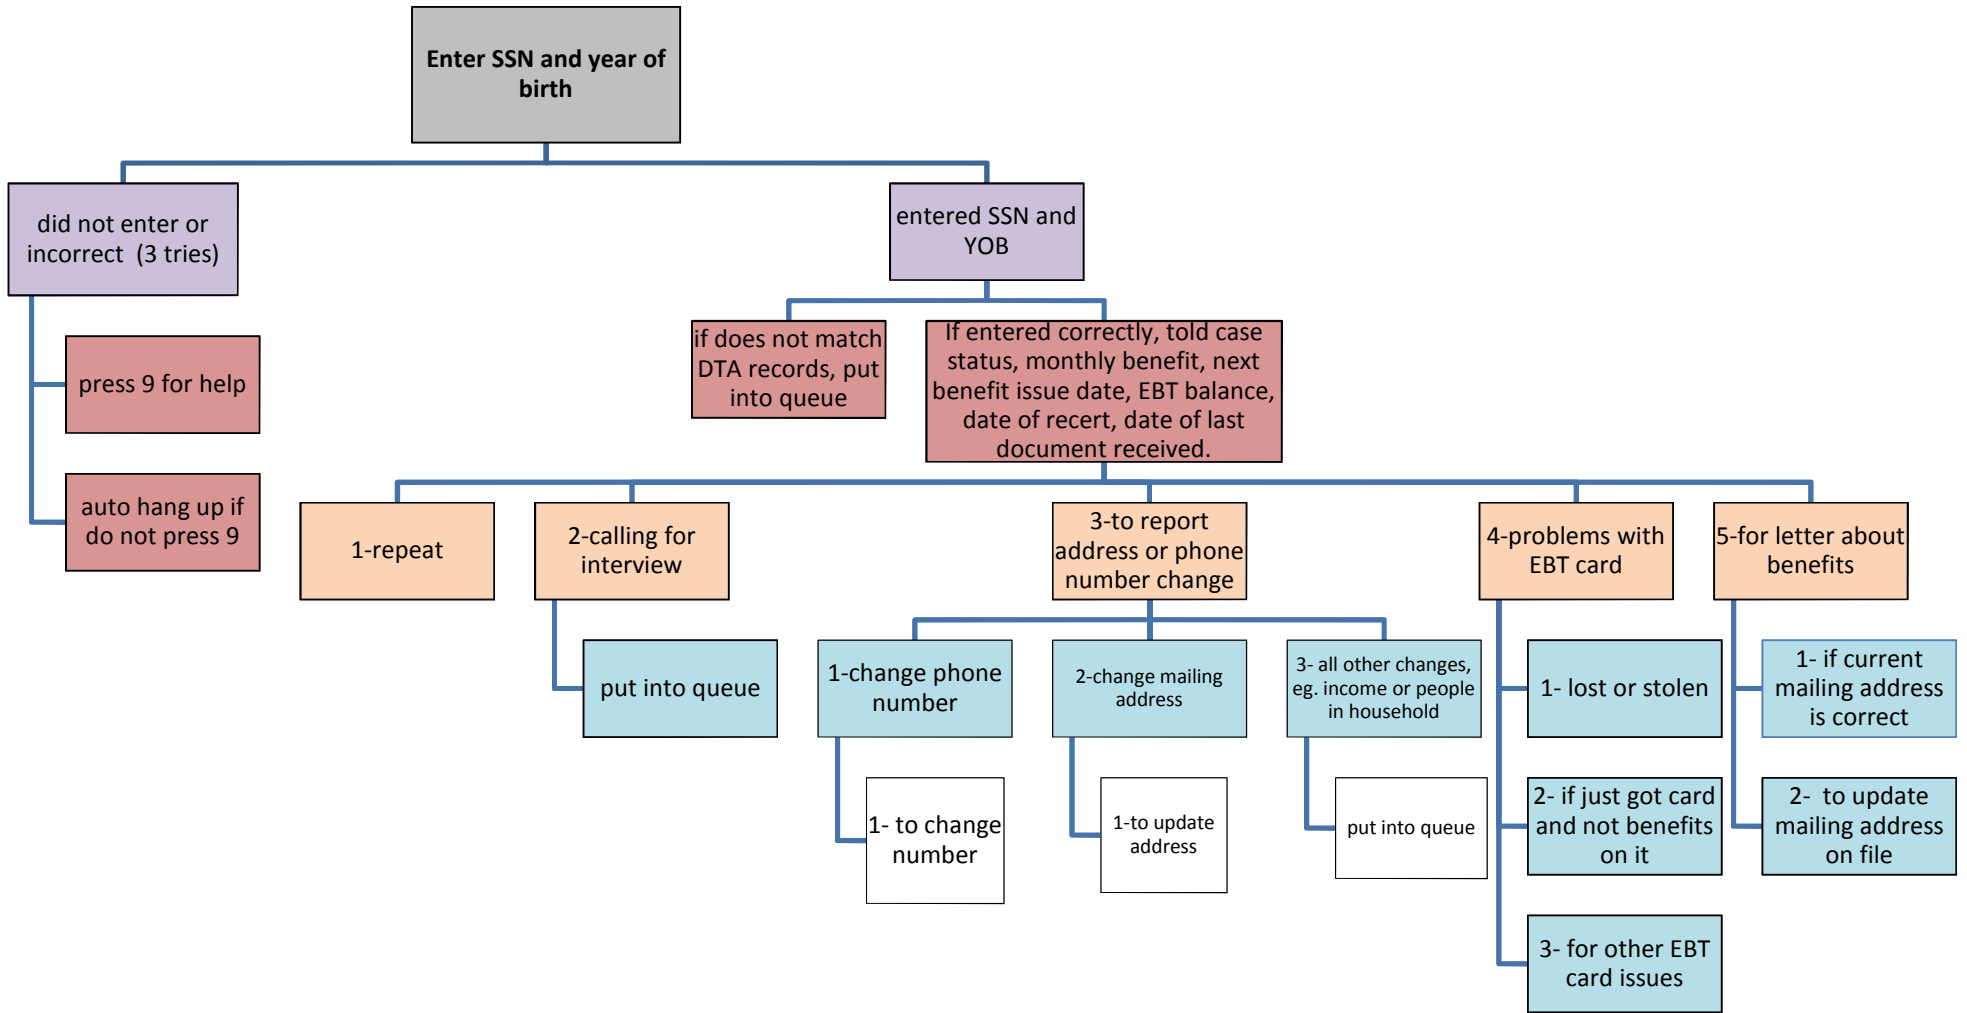 Enter SSN and year of
birth
did not enter or
incorrect  (3 tries)
entered SSN and
YOB
press 9 for help
auto hang up if
do not press 9
if does not match
DTA records, put
into queue
If entered correctly, told case
status, monthly benefit, next
benefit issue date, EBT balance,
date of recert, date of last
document received.
1-repeat
2-calling for
interview
put into queue
3-to report
address or phone
number change
1-change phone
number
1- to change
number
2-change mailing
address
1-to update
address
3- all other changes,
eg. income or people
in household
put into queue
4-problems with
EBT card
1- lost or stolen
2- if just got card
and not benefits
on it
3- for other EBT
card issues
5-for letter about
benefits
1- if current
mailing address
is correct
2-  to update
mailing address
on file